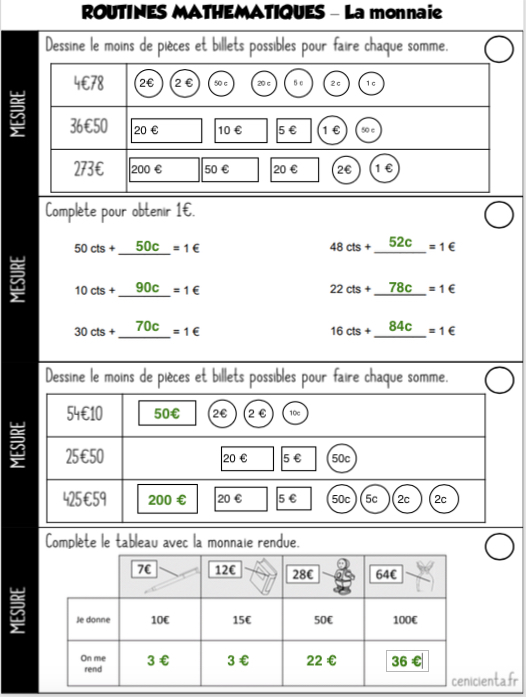 ROUTINES MATHEMATIQUES – La monnaie
MESURE
Dessine le moins de pièces et billets possibles pour faire chaque somme.
4€78 2€ 2 € 50 c 20 c 5 c 2 c 1 c
36€50 20 € 10 € 5 € 1 € 50 c
273€ 200 € 50 € 20 € 2€ 1 €
MESURE
Complète pour obtenir 1€.
50 cts + 50c = 1 € 48 cts + 52c = 1 €
10 cts + 90c = 1 € 22 cts + 78c = 1 €
30 cts + 70c = 1 € 16 cts + 84c = 1 €
MESURE
Dessine le moins de pièces et billets possibles pour faire chaque somme.
54€10 50€ 2€ 2 € 10c
25€50 20 € 5 € 50c
425€59 200 € 20 € 5 € 50c 5c 2c 2c
MESURE
Complète le tableau avec la monnaie rendue.
7€ 12€ 28€ 64€
Je donne 10€ 15€ 50€ 100€
On me
rend 3 € 3 € 22 € 36 €
cenicienta.fr